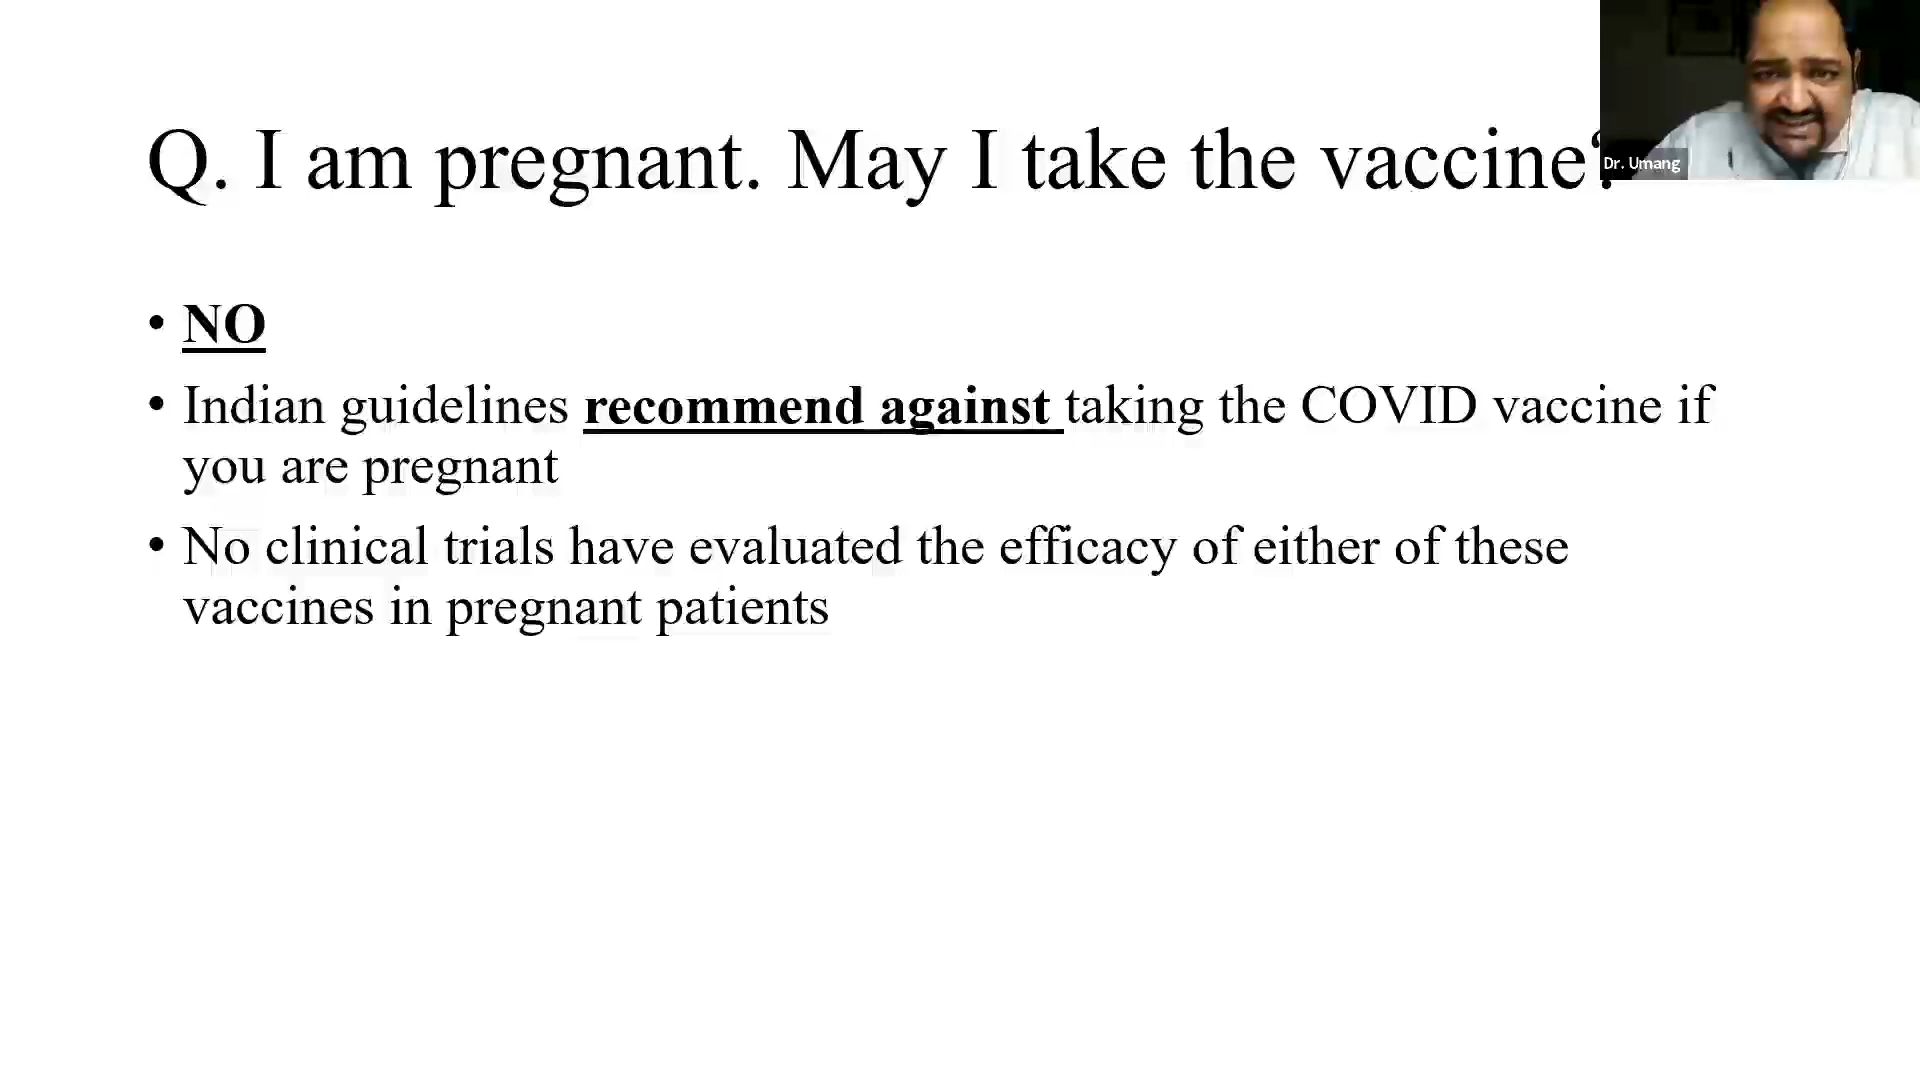 Q. I am pregnant. May I take the vaccine?
Dr. Umang
• NO
• Indian guidelines recommend against taking the COVID vaccine if
you are pregnant
• No clinical trials have evaluated the efficacy of either of these
vaccines in pregnant patients